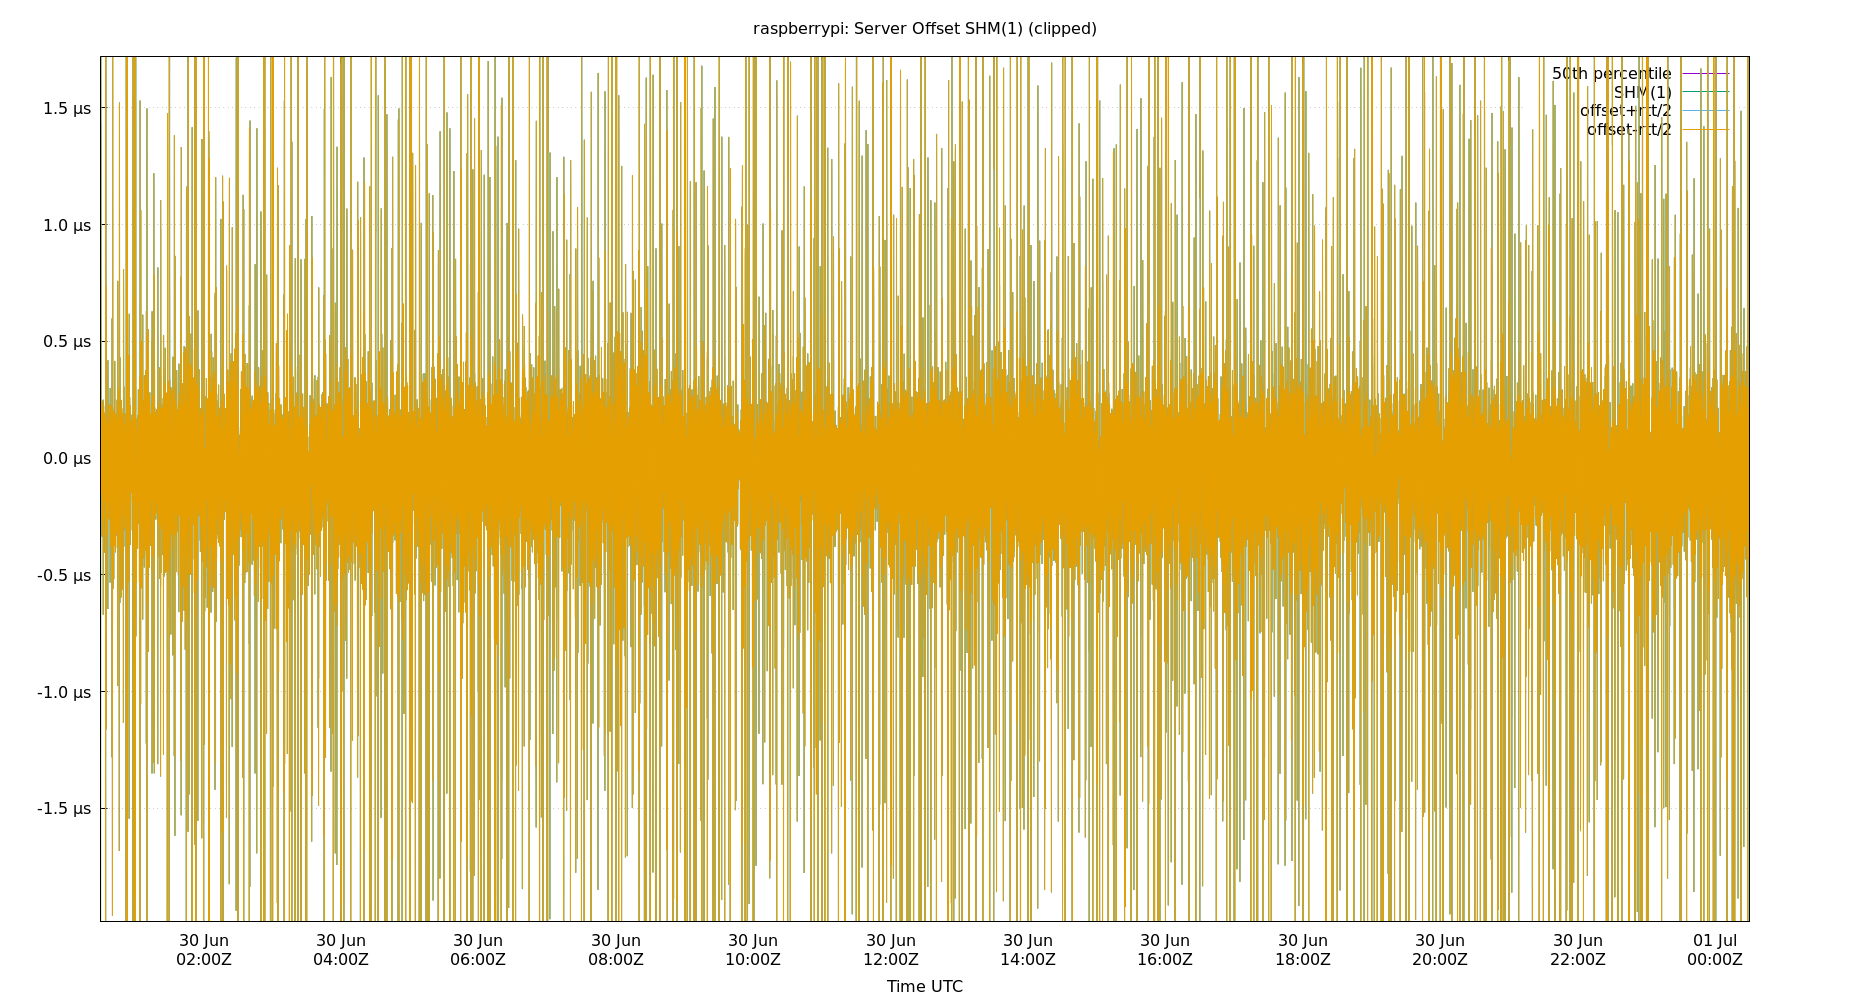 raspberrypi: Server Offset SHM(1) (clipped)
50th percentile
SHM(1)
offset+rtt/2
offset-rtt/2
1.5 µs
1.0 µs
0.5 µs
0.0 µs
-0.5 µs
-1.0 µs
-1.5 µs
30 Jun 30 Jun 30 Jun 30 Jun 30 Jun 30 Jun 30 Jun 30 Jun 30 Jun 30 Jun 30 Jun 01 Jul
02:00Z 04:00Z 06:00Z 08:00Z 10:00Z 12:00Z 14:00Z 16:00Z 18:00Z 20:00Z 22:00Z 00:00Z
Time UTC